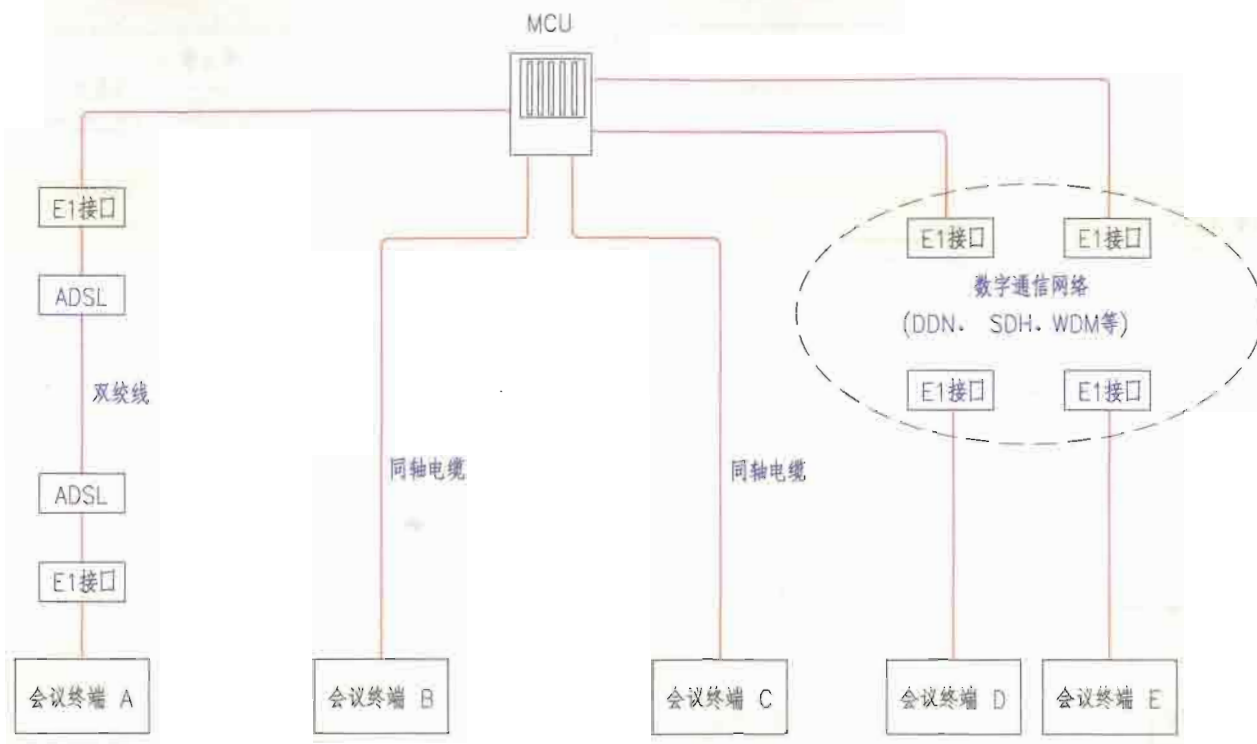 MCU
E1接口
E1接口
E1接口
ADSL
数字通信网络
(DDN、 SDH、WDM等)
双绞线
E1接口
E1接口
同轴电缆
同轴电缆
ADSL
E1接口
会议终端 A
会议终端 B
会议终端 C
会议终端 D
会议终端 E